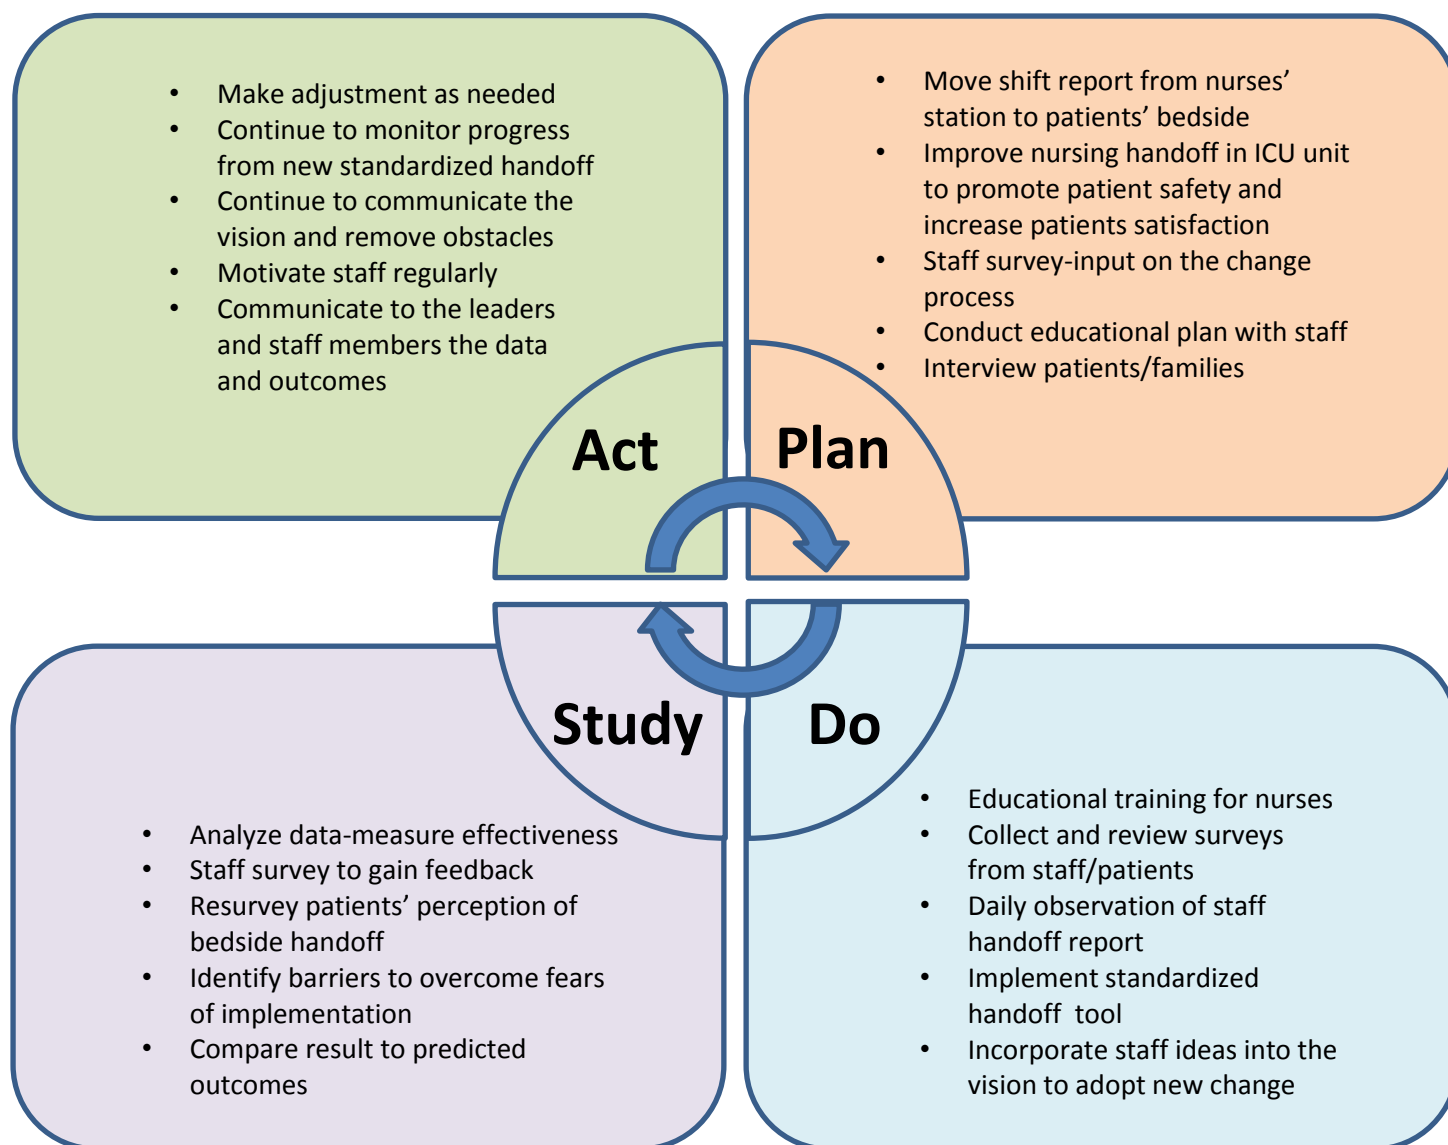 • Make adjustment as needed
• Continue to monitor progress
from new standardized handoff
• Continue to communicate the
vision and remove obstacles
• Motivate staff regularly
• Communicate to the leaders
and staff members the data
and outcomes
Act
• Move shift report from nurses’
station to patients’ bedside
• Improve nursing handoff in ICU unit
to promote patient safety and
increase patients satisfaction
• Staff survey-input on the change
process
• Conduct educational plan with staff
• Interview patients/families
Plan
Study
• Analyze data-measure effectiveness
• Staff survey to gain feedback
• Resurvey patients’ perception of
bedside handoff
• Identify barriers to overcome fears
of implementation
• Compare result to predicted
outcomes
Do
• Educational training for nurses
• Collect and review surveys
from staff/patients
• Daily observation of staff
handoff report
• Implement standardized
handoff tool
• Incorporate staff ideas into the
vision to adopt new change